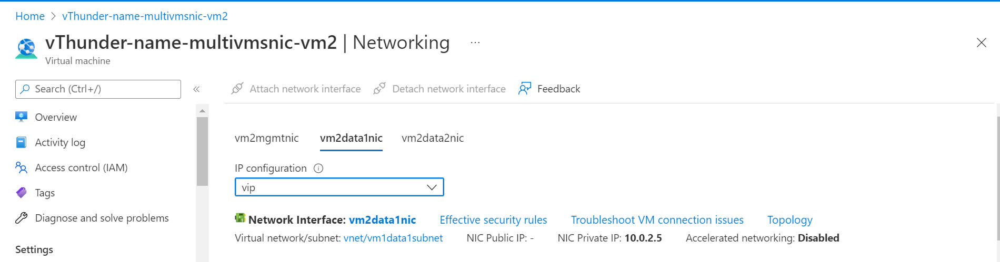 Home > vThunder-name-multivmsnic-vm2
vThunder-name-multivmsnic-vm2 | Networking ...
Virtual machine
Search (Ctrl+/) «
Attach network interface Detach network interface Feedback
Overview
Activity log
Access control (IAM)
Tags
Diagnose and solve problems
Settings
vm2mgmtnic vm2data1nic vm2data2nic
IP configuration
vip
Network Interface: vm2data1nic Effective security rules Troubleshoot VM connection issues Topology
Virtual network/subnet: vnet/vm1data1subnet NIC Public IP: - NIC Private IP: 10.0.2.5 Accelerated networking: Disabled